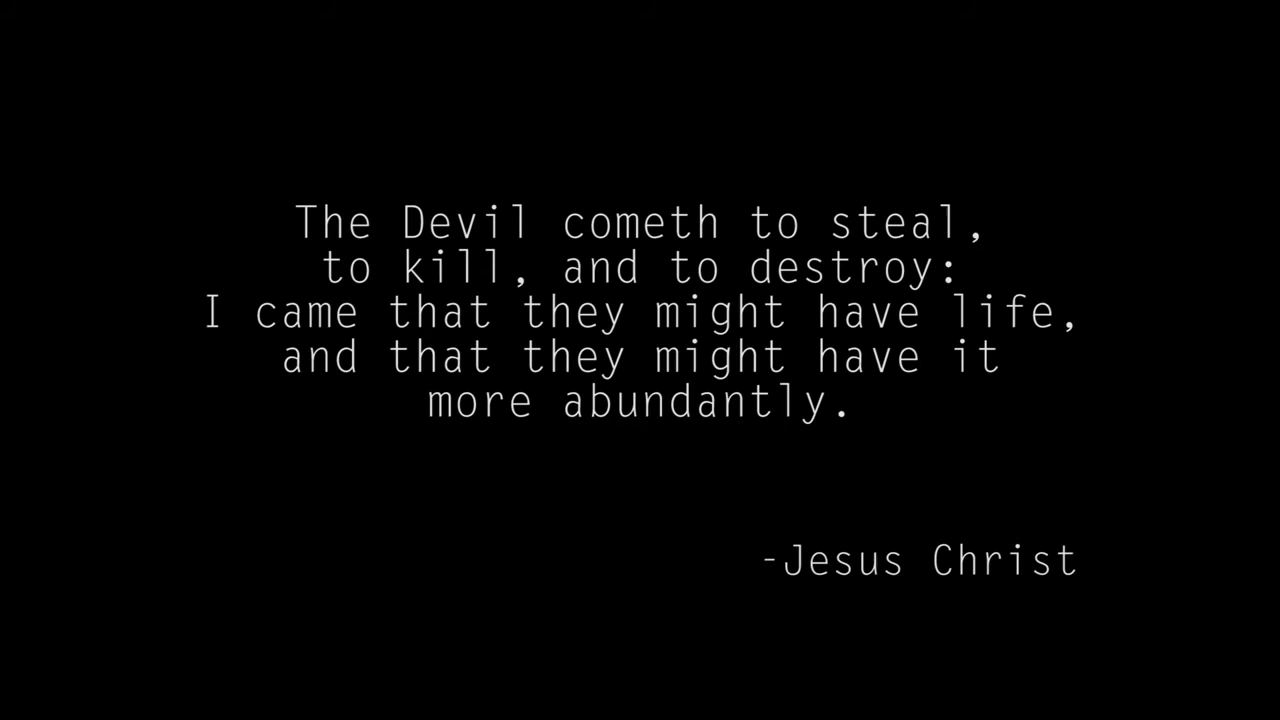 The Devil cometh to steal,
to kill, and to destroy:
I came that they might have life,
and that they might have it
more abundantly.
-Jesus Christ